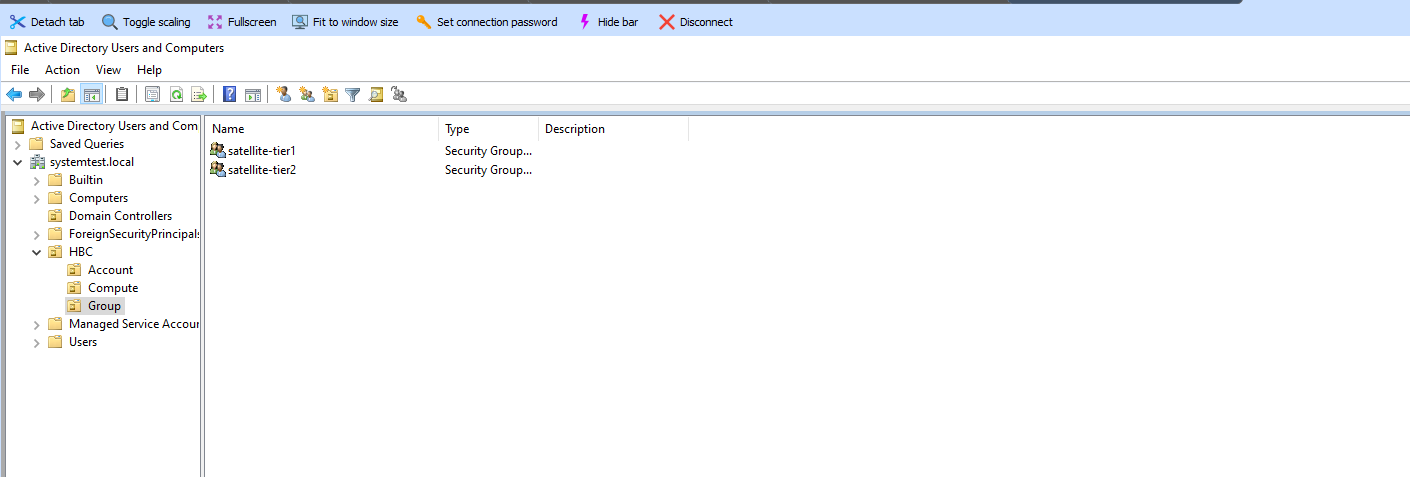 Detach tab Toggle scaling Fullscreen Fit to window size Set connection password Hide bar Disconnect
Active Directory Users and Computers
File Action View Help
Active Directory Users and Com
Saved Queries
systemtest.local
Builtin
Computers
Domain Controllers
ForeignSecurityPrincipals
HBC
Account
Compute
Group
Managed Service Accour
Users
Name Type Description
satellite-tier1 Security Group...
satellite-tier2 Security Group...